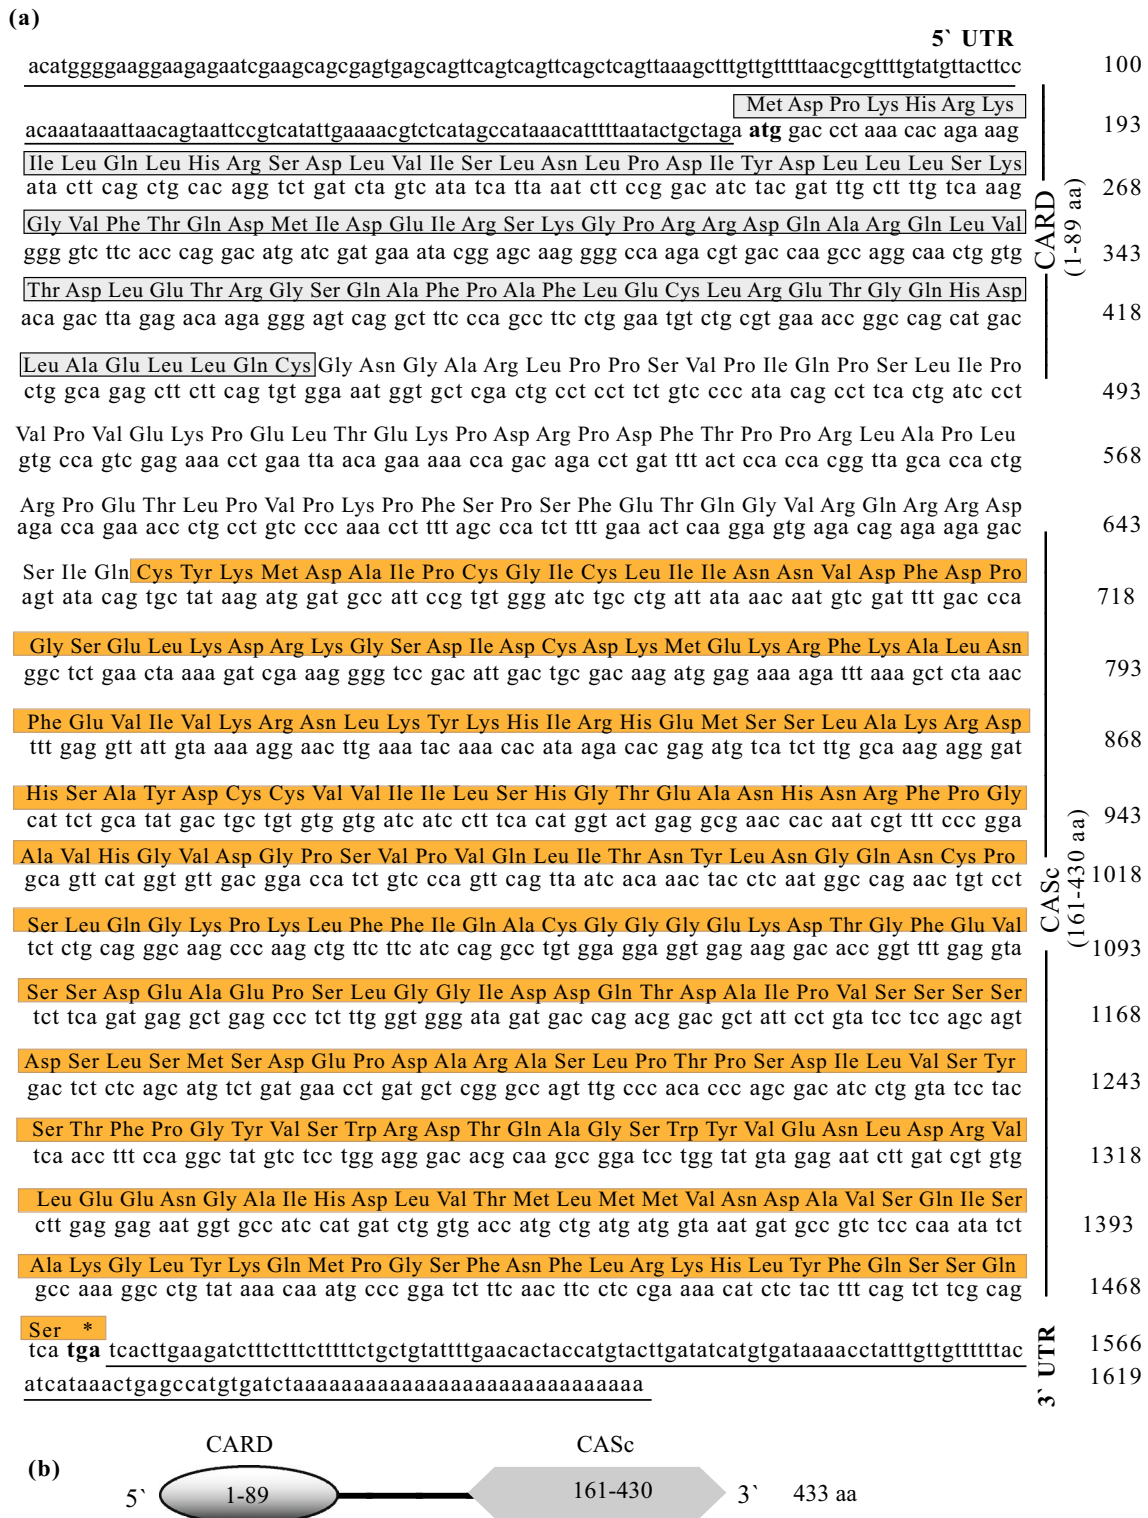 (a)
5` UTR
acatggggaaggaagagaatcgaagcagcgagtgagcagttcagtcagttcagctcagttaaagctttgttgtttttaacgcgttttgtatgttacttcc 100
Met Asp Pro Lys His Arg Lys
acaaataaattaacagtaattccgtcatattgaaaacgtctcatagccataaacatttttaatactgctaga atg gac cct aaa cac aga aag 193
Ile Leu Gln Leu His Arg Ser Asp Leu Val Ile Ser Leu Asn Leu Pro Asp Ile Tyr Asp Leu Leu Leu Ser Lys
ata ctt cag ctg cac agg tct gat cta gtc ata tca tta aat ctt ccg gac atc tac gat ttg ctt ttg tca aag 268
Gly Val Phe Thr Gln Asp Met Ile Asp Glu Ile Arg Ser Lys Gly Pro Arg Arg Asp Gln Ala Arg Gln Leu Val
ggg gtc ttc acc cag gac atg atc gat gaa ata cgg agc aag ggg cca aga cgt gac caa gcc agg caa ctg gtg 343
CARD
(1-89 aa)
Thr Asp Leu Glu Thr Arg Gly Ser Gln Ala Phe Pro Ala Phe Leu Glu Cys Leu Arg Glu Thr Gly Gln His Asp
aca gac tta gag aca aga ggg agt cag gct ttc cca gcc ttc ctg gaa tgt ctg cgt gaa acc ggc cag cat gac 418
Leu Ala Glu Leu Leu Gln Cys Gly Asn Gly Ala Arg Leu Pro Pro Ser Val Pro Ile Gln Pro Ser Leu Ile Pro
ctg gca gag ctt ctt cag tgt gga aat ggt gct cga ctg cct cct tct gtc ccc ata cag cct tca ctg atc cct 493
Val Pro Val Glu Lys Pro Glu Leu Thr Glu Lys Pro Asp Arg Pro Asp Phe Thr Pro Pro Arg Leu Ala Pro Leu
gtg cca gtc gag aaa cct gaa tta aca gaa aaa cca gac aga cct gat ttt act cca cca cgg tta gca cca ctg 568
Arg Pro Glu Thr Leu Pro Val Pro Lys Pro Phe Ser Pro Ser Phe Glu Thr Gln Gly Val Arg Gln Arg Arg Asp
aga cca gaa acc ctg cct gtc ccc aaa cct ttt agc cca tct ttt gaa act caa gga gtg aga cag aga aga gac 643
Ser Ile Gln Cys Tyr Lys Met Asp Ala Ile Pro Cys Gly Ile Cys Leu Ile Ile Asn Asn Val Asp Phe Asp Pro
agt ata cag tgc tat aag atg gat gcc att ccg tgt ggg atc tgc ctg att ata aac aat gtc gat ttt gac cca 718
Gly Ser Glu Leu Lys Asp Arg Lys Gly Ser Asp Ile Asp Cys Asp Lys Met Glu Lys Arg Phe Lys Ala Leu Asn
ggc tct gaa cta aaa gat cga aag ggg tcc gac att gac tgc gac aag atg gag aaa aga ttt aaa gct cta aac 793
Phe Glu Val Ile Val Lys Arg Asn Leu Lys Tyr Lys His Ile Arg His Glu Met Ser Ser Leu Ala Lys Arg Asp
ttt gag gtt att gta aaa agg aac ttg aaa tac aaa cac ata aga cac gag atg tca tct ttg gca aag agg gat 868
His Ser Ala Tyr Asp Cys Cys Val Val Ile Ile Leu Ser His Gly Thr Glu Ala Asn His Asn Arg Phe Pro Gly
cat tct gca tat gac tgc tgt gtg gtg atc atc ctt tca cat ggt act gag gcg aac cac aat cgt ttt ccc gga 943
Ala Val His Gly Val Asp Gly Pro Ser Val Pro Val Gln Leu Ile Thr Asn Tyr Leu Asn Gly Gln Asn Cys Pro
gca gtt cat ggt gtt gac gga cca tct gtc cca gtt cag tta atc aca aac tac ctc aat ggc cag aac tgt cct 1018
CASc
(161-430 aa)
Ser Leu Gln Gly Lys Pro Lys Leu Phe Phe Ile Gln Ala Cys Gly Gly Gly Glu Lys Asp Thr Gly Phe Glu Val
tct ctg cag ggc aag ccc aag ctg ttc ttc atc cag gcc tgt gga gga ggt gag aag gac acc ggt ttt gag gta 1093
Ser Ser Asp Glu Ala Glu Pro Ser Leu Gly Gly Ile Asp Asp Gln Thr Asp Ala Ile Pro Val Ser Ser Ser Ser
tct tca gat gag gct gag ccc tct ttg ggt ggg ata gat gac cag acg gac gct att cct gta tcc tcc agc agt 1168
Asp Ser Leu Ser Met Ser Asp Glu Pro Asp Ala Arg Ala Ser Leu Pro Thr Pro Ser Asp Ile Leu Val Ser Tyr
gac tct ctc agc atg tct gat gaa cct gat gct cgg gcc agt ttg ccc aca ccc agc gac atc ctg gta tcc tac 1243
Ser Thr Phe Pro Gly Tyr Val Ser Trp Arg Asp Thr Gln Ala Gly Ser Trp Tyr Val Glu Asn Leu Asp Arg Val
tca acc ttt cca ggc tat gtc tcc tgg agg gac acg caa gcc gga tcc tgg tat gta gag aat ctt gat cgt gtg 1318
Leu Glu Glu Asn Gly Ala Ile His Asp Leu Val Thr Met Leu Met Met Val Asn Asp Ala Val Ser Gln Ile Ser
ctt gag gag aat ggt gcc atc cat gat ctg gtg acc atg ctg atg atg gta aat gat gcc gtc tcc caa ata tct 1393
Ala Lys Gly Leu Tyr Lys Gln Met Pro Gly Ser Phe Asn Phe Leu Arg Lys His Leu Tyr Phe Gln Ser Ser Gln
gcc aaa ggc ctg tat aaa caa atg ccc gga tct ttc aac ttc ctc cga aaa cat ctc tac ttt cag tct tcg cag 1468
Ser *
tca tga tcacttgaagatctttctttctttttctgctgtattttgaacactaccatgtacttgatatcatgtgataaaacctatttgttgttttttac 1566
atcataaactgagccatgtgatctaaaaaaaaaaaaaaaaaaaaaaaaaaaaa 1619
3` UTR
(b)
CARD CASc
5` 1-89 161-430 3` 433 aa